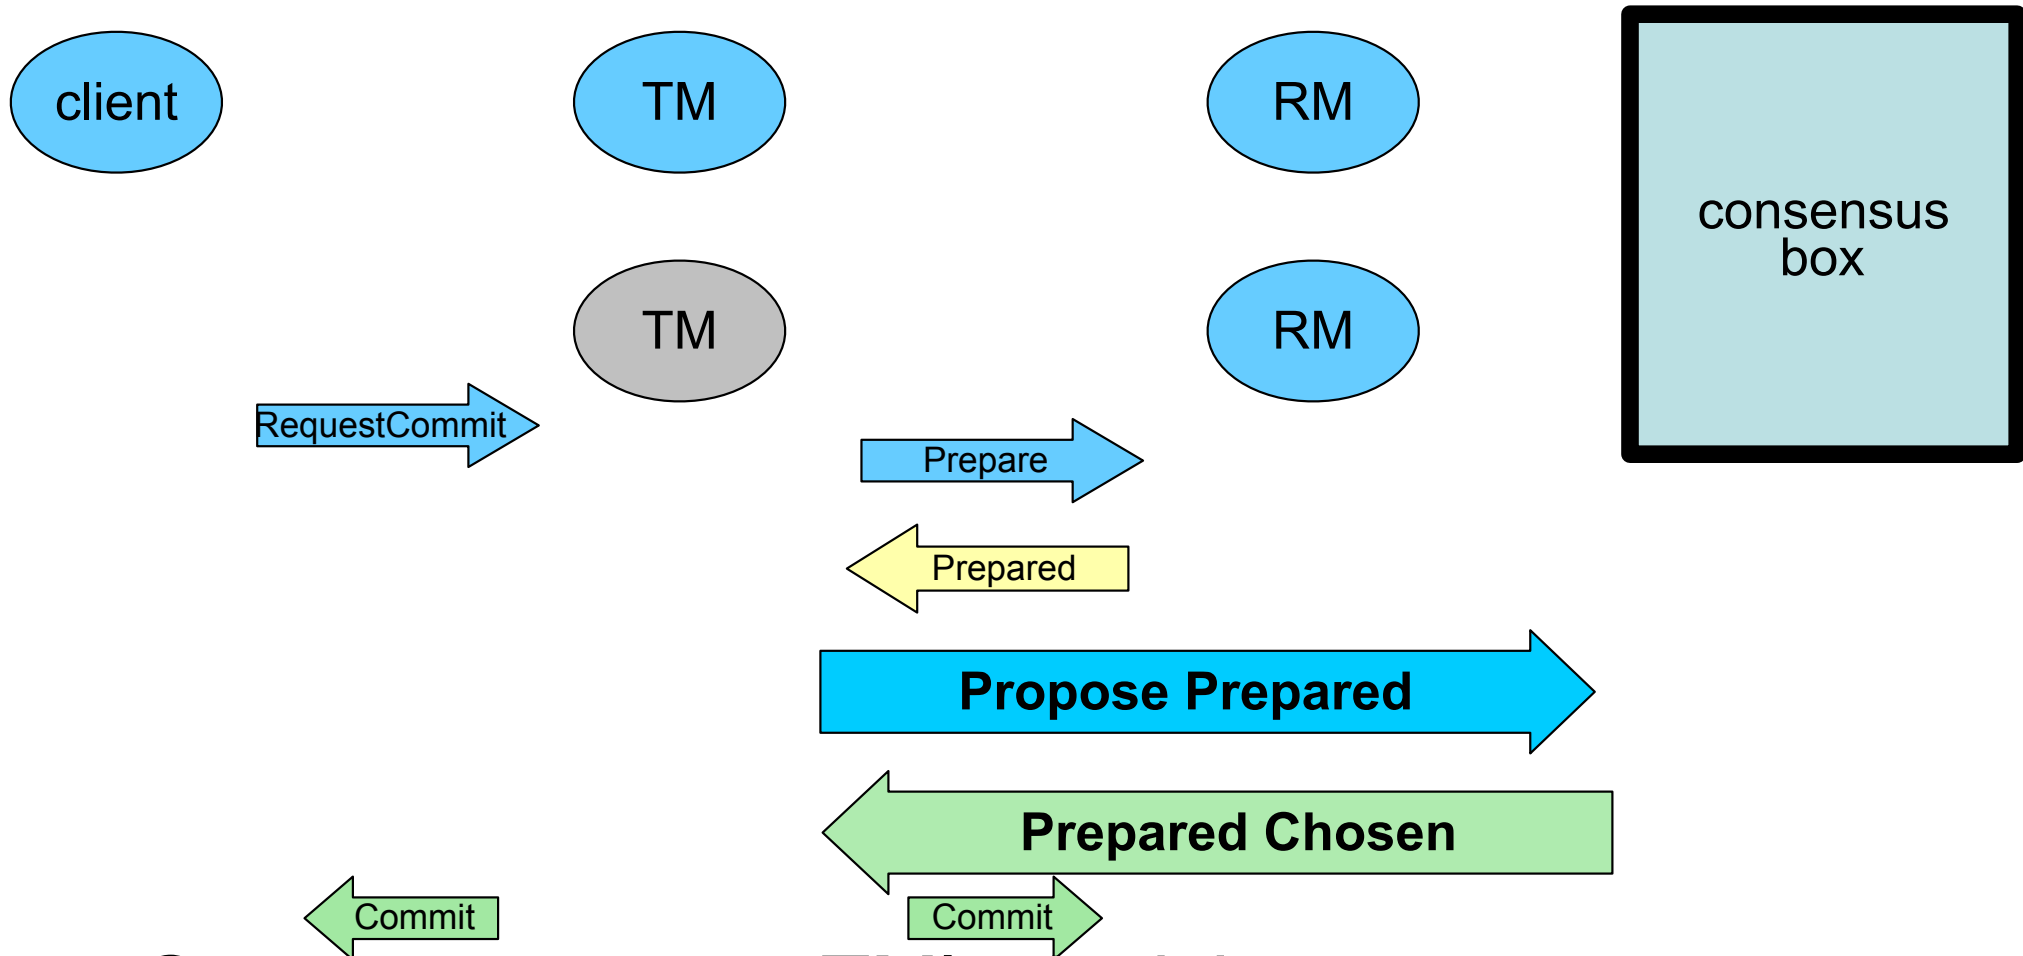 client
TM
RM
consensus
box
TM
RM
RequestCommit
Prepare
Prepared
Propose Prepared
Prepared Chosen
Commit
Commit